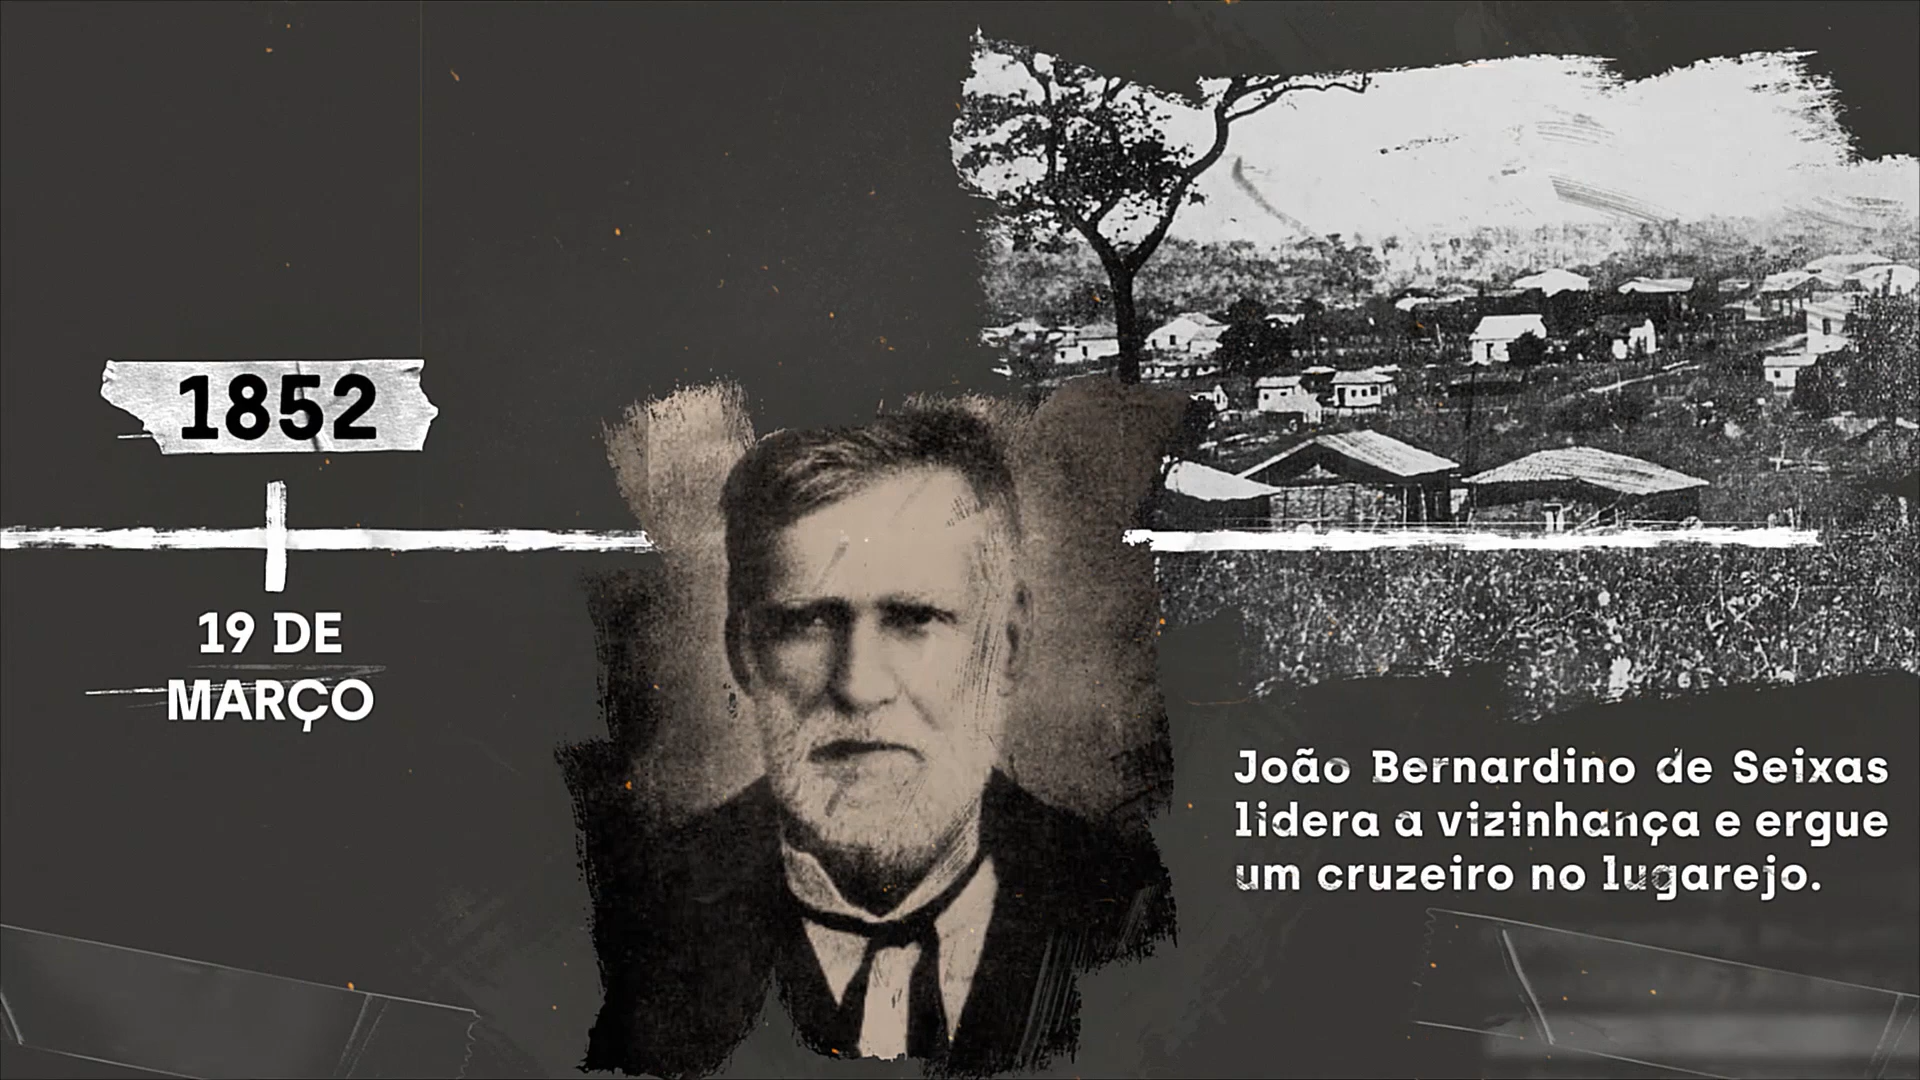 1852
19 DE
MARÇO
João Bernardino de Seixas
lidera a vizinhança e ergue
um cruzeiro no lugarejo.